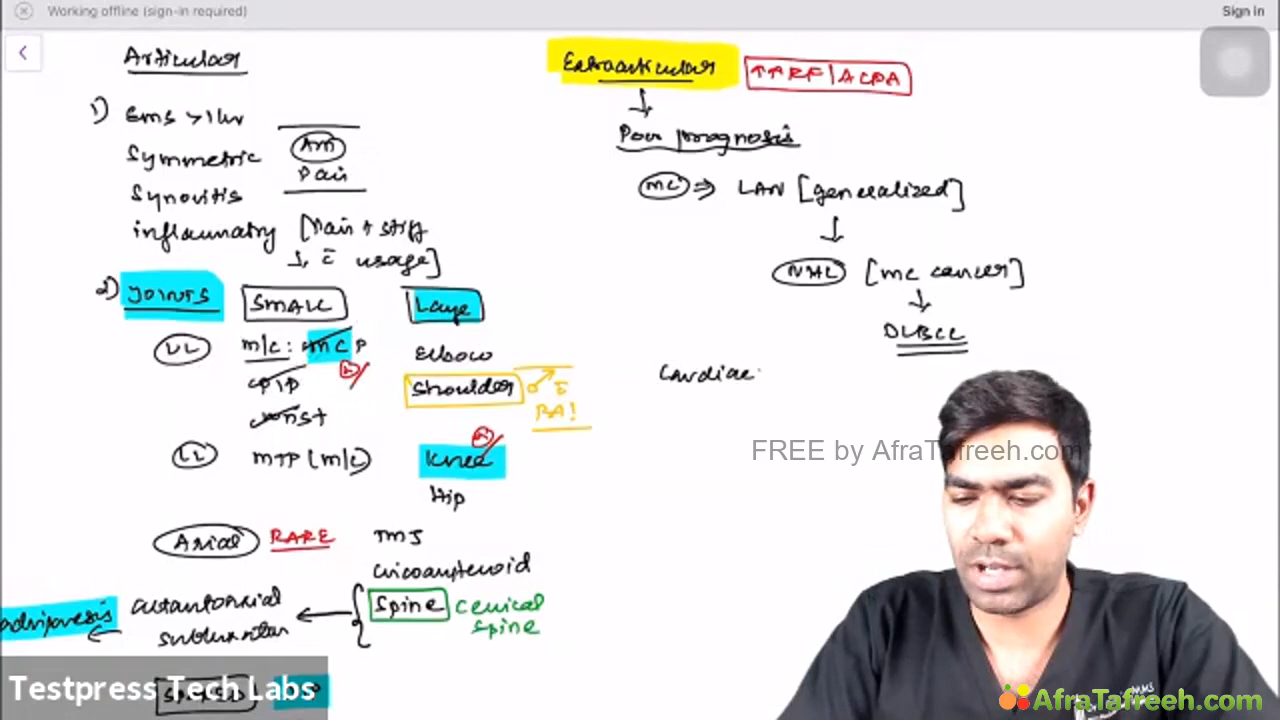 Working offline (sign-in required)
Sign in
Articular
1) EMS >1hr
Symmetric
Synovitis
AM
Pain
inflammatory [Pain + stiff
↓ c̄ usage]
2) JOINTS
SMALL
Large
UL
m/c: MCP
PIP
Elbow
Shoulder
c̄
RA!
LL
MTP (m/c)
Knee
Hip
Axial
RARE
TMJ
cricoarytenoid
Spine
Cervical
spine
←
subluxation
Extraarticular
↑↑RF/ACPA
↓
Poor prognosis
MC ⇒ LAN [generalized]
↓
NHL [mc cancer]
↓
DLBCL
Cardiac
FREE by AfraTafreeh.com
Testpress Tech Labs
AfraTafreeh.com